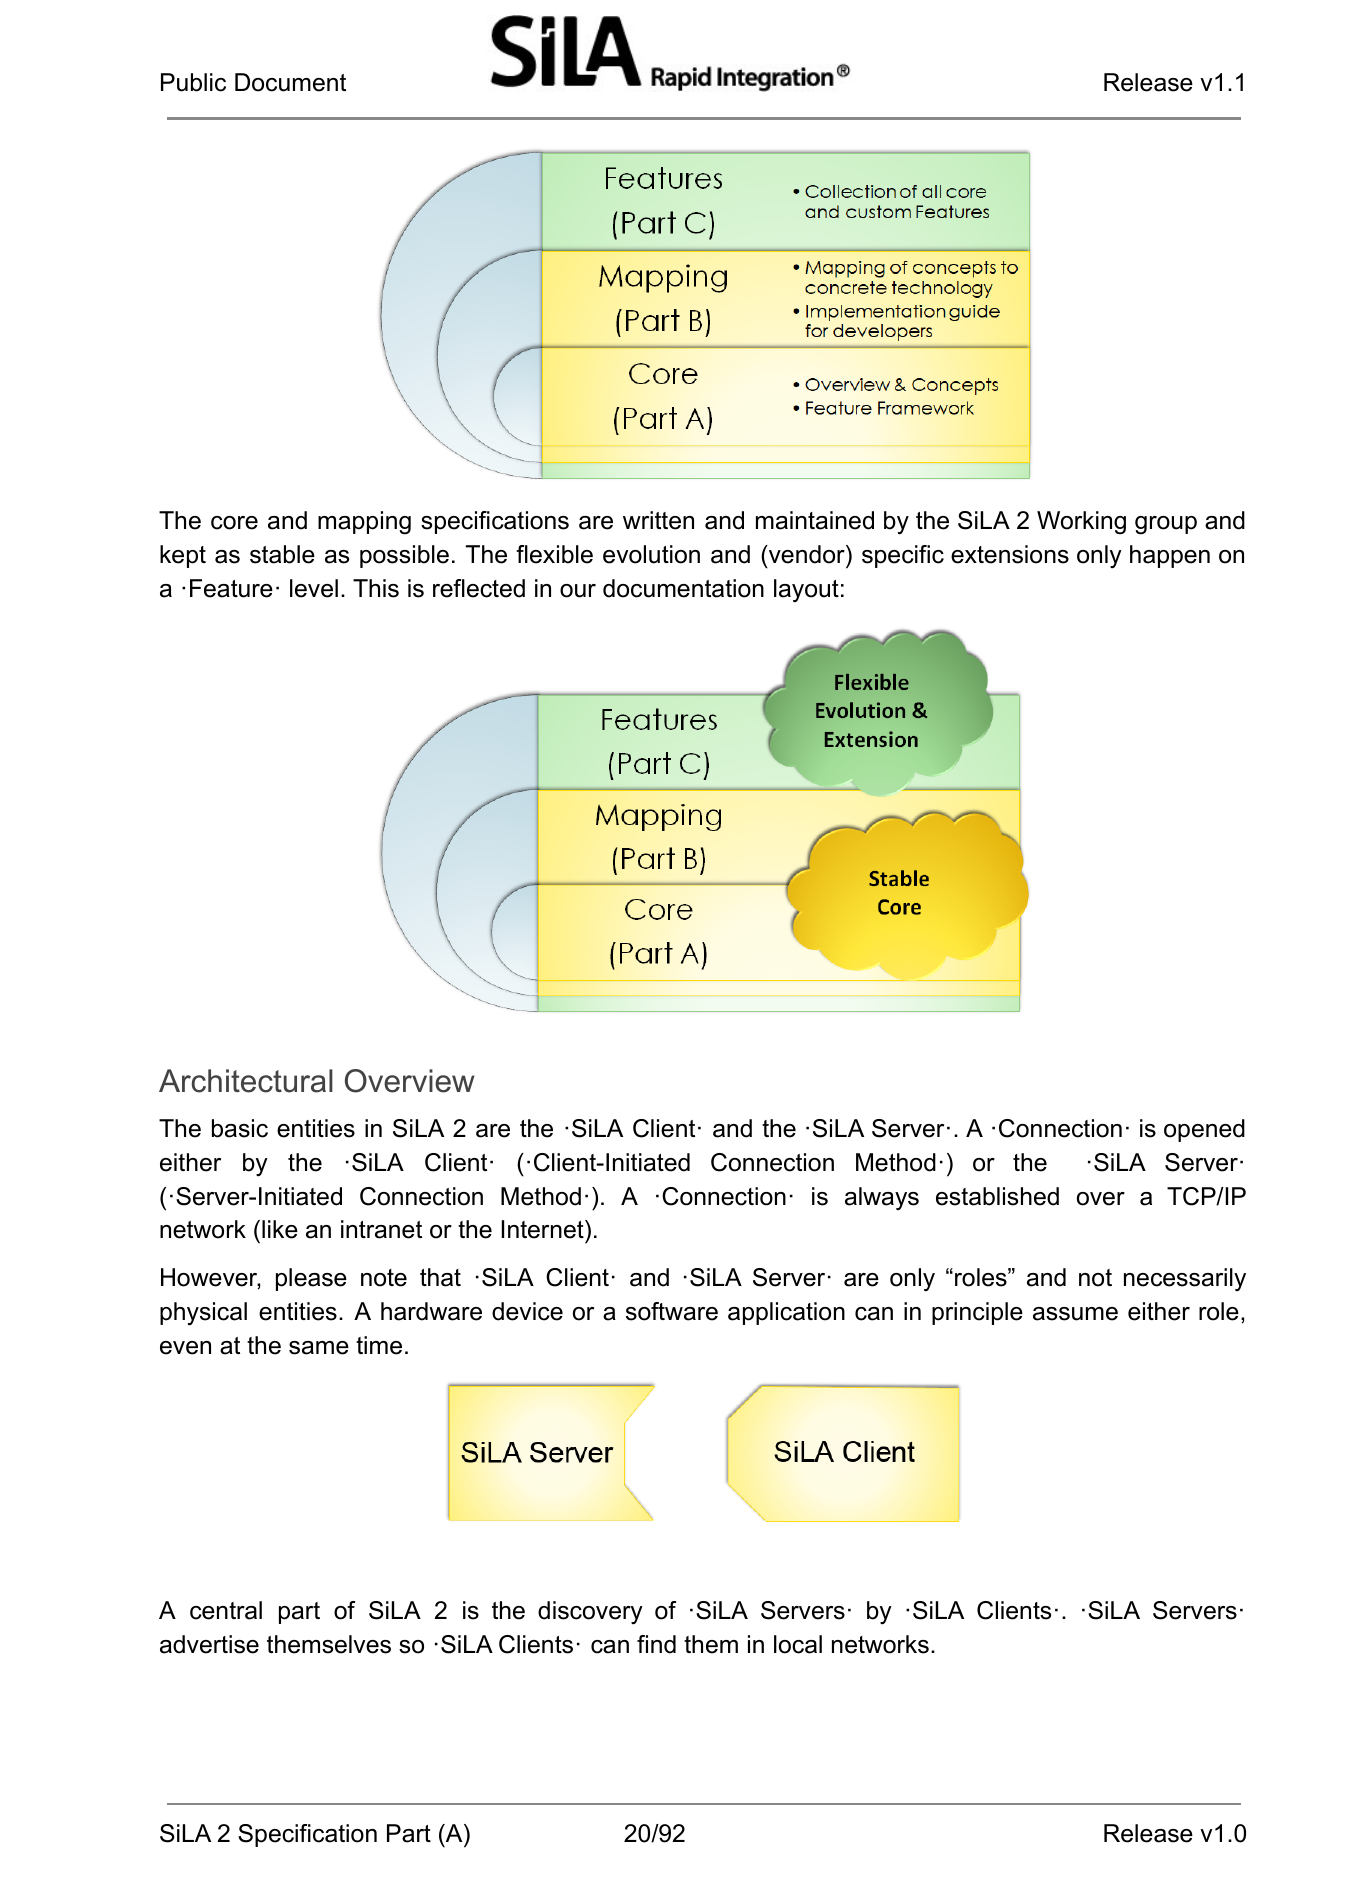 Public Document
SiLA Rapid Integration®
Release v1.1
Features
(Part C)
• Collection of all core
and custom Features
Mapping
(Part B)
• Mapping of concepts to
concrete technology
• Implementation guide
for developers
Core
(Part A)
• Overview & Concepts
• Feature Framework
The core and mapping specifications are written and maintained by the SiLA 2 Working group and
kept as stable as possible. The flexible evolution and (vendor) specific extensions only happen on
a ·Feature· level. This is reflected in our documentation layout:
Flexible
Evolution &
Extension
Features
(Part C)
Mapping
(Part B)
Stable
Core
Core
(Part A)
Architectural Overview
The basic entities in SiLA 2 are the ·SiLA Client· and the ·SiLA Server·. A ·Connection· is opened
either by the ·SiLA Client· (·Client-Initiated Connection Method·) or the ·SiLA Server·
(·Server-Initiated Connection Method·). A ·Connection· is always established over a TCP/IP
network (like an intranet or the Internet).
However, please note that ·SiLA Client· and ·SiLA Server· are only “roles” and not necessarily
physical entities. A hardware device or a software application can in principle assume either role,
even at the same time.
SiLA Server
SiLA Client
A central part of SiLA 2 is the discovery of ·SiLA Servers· by ·SiLA Clients·. ·SiLA Servers·
advertise themselves so ·SiLA Clients· can find them in local networks.
SiLA 2 Specification Part (A)
20/92
Release v1.0